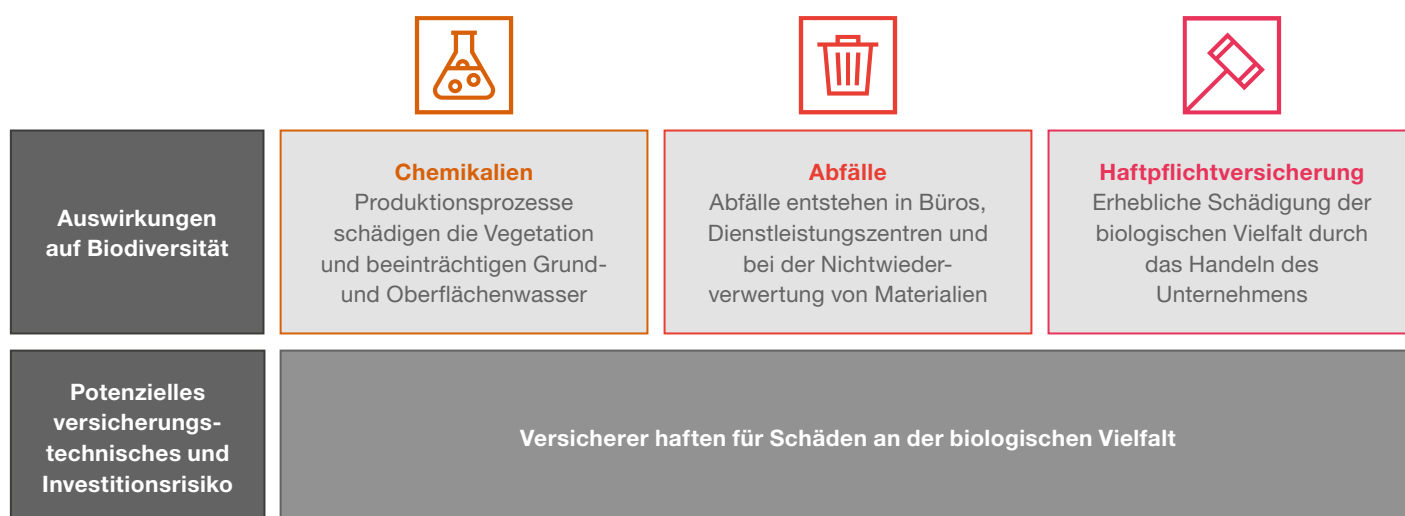 Auswirkungen
auf Biodiversität
Chemikalien
Produktionsprozesse
schädigen die Vegetation
und beeinträchtigen Grund-
und Oberflächenwasser
Abfälle
Abfälle entstehen in Büros,
Dienstleistungszentren und
bei der Nichtwieder-
verwertung von Materialien
Haftpflichtversicherung
Erhebliche Schädigung der
biologischen Vielfalt durch
das Handeln des
Unternehmens
Potenzielles
versicherungs-
technisches und
Investitionsrisiko
Versicherer haften für Schäden an der biologischen Vielfalt